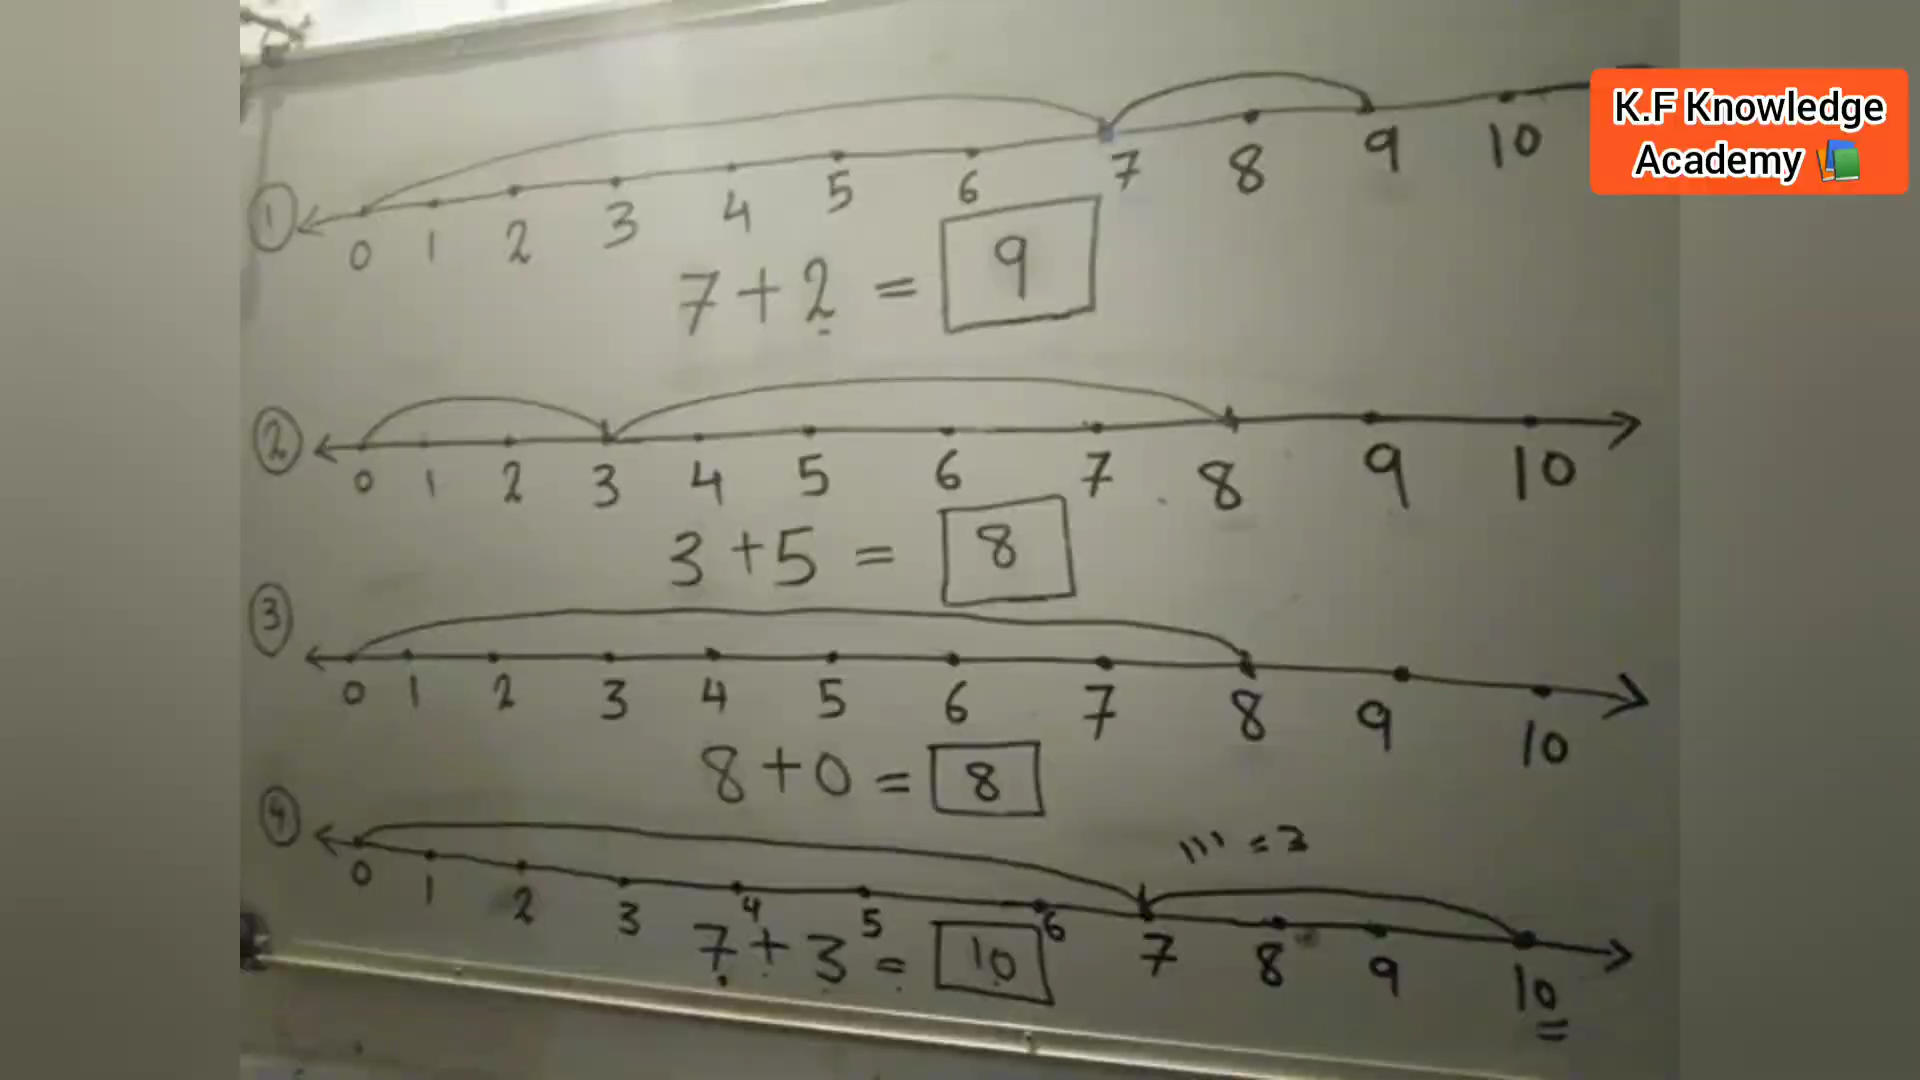 K.F Knowledge
Academy
① 0 1 2 3 4 5 6 7 8 9 10
7 + 2 = 9
② 0 1 2 3 4 5 6 7 8 9 10
3 + 5 = 8
③
0 1 2 3 4 5 6 7 8 9 10
8 + 0 = 8
④
111 = 3
0 1 2 3 4 5 6 7 8 9 10
7 + 3 = 10